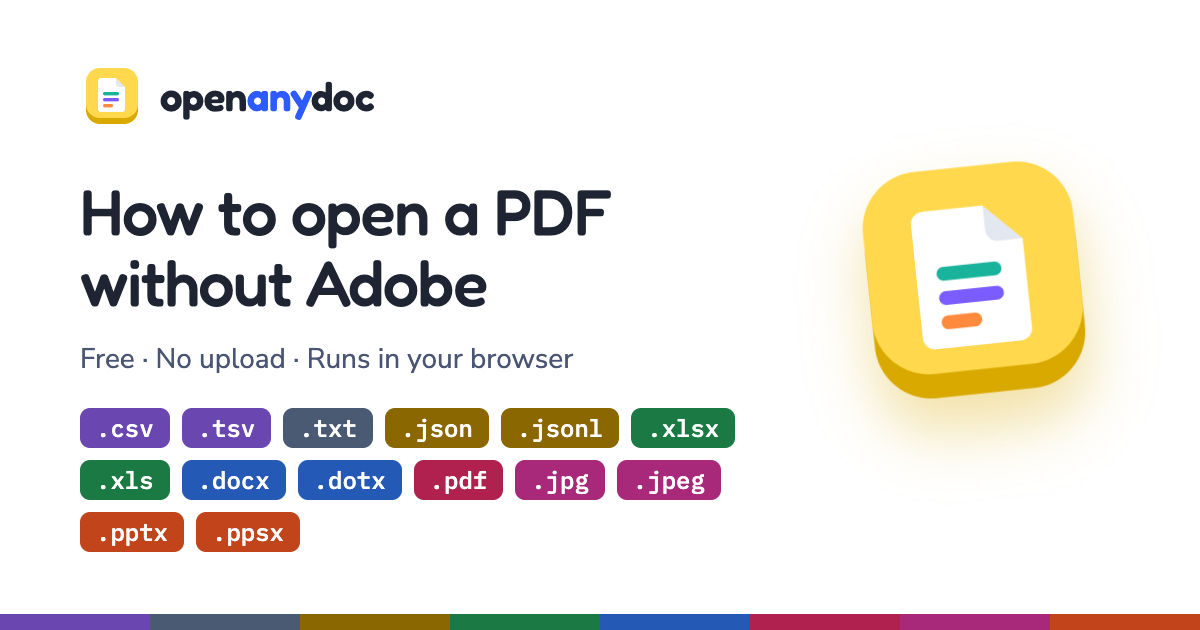 openanydoc
How to open a PDF
without Adobe
Free · No upload · Runs in your browser
.csv .tsv .txt .json .jsonl .xlsx
.xls .docx .dotx .pdf .jpg .jpeg
.pptx .ppsx